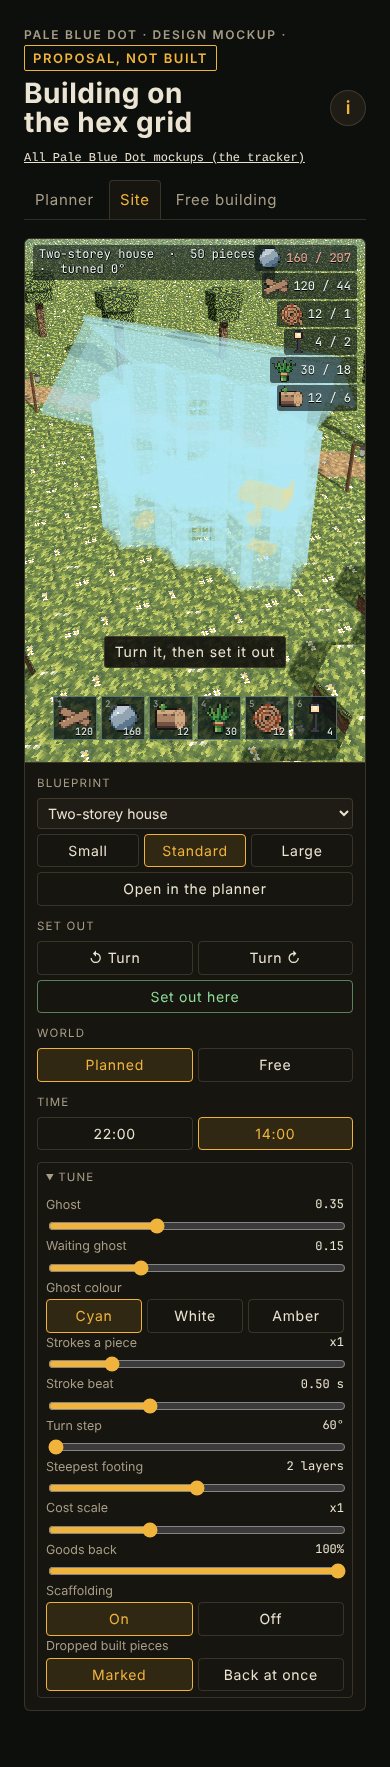 PALE BLUE DOT · DESIGN MOCKUP ·
PROPOSAL, NOT BUILT
Building on
the hex grid
i
All Pale Blue Dot mockups (the tracker)
Planner
Site
Free building
Two-storey house · 50 pieces
· turned 0°
160 / 207
120 / 44
12 / 1
4 / 2
30 / 18
12 / 6
Turn it, then set it out
1 120
2 160
3 12
4 30
5 12
6 4
BLUEPRINT
Two-storey house
Small
Standard
Large
Open in the planner
SET OUT
↺ Turn
Turn ↻
Set out here
WORLD
Planned
Free
TIME
22:00
14:00
▼ TUNE
Ghost 0.35
Waiting ghost 0.15
Ghost colour
Cyan
White
Amber
Strokes a piece x1
Stroke beat 0.50 s
Turn step 60°
Steepest footing 2 layers
Cost scale x1
Goods back 100%
Scaffolding
On
Off
Dropped built pieces
Marked
Back at once